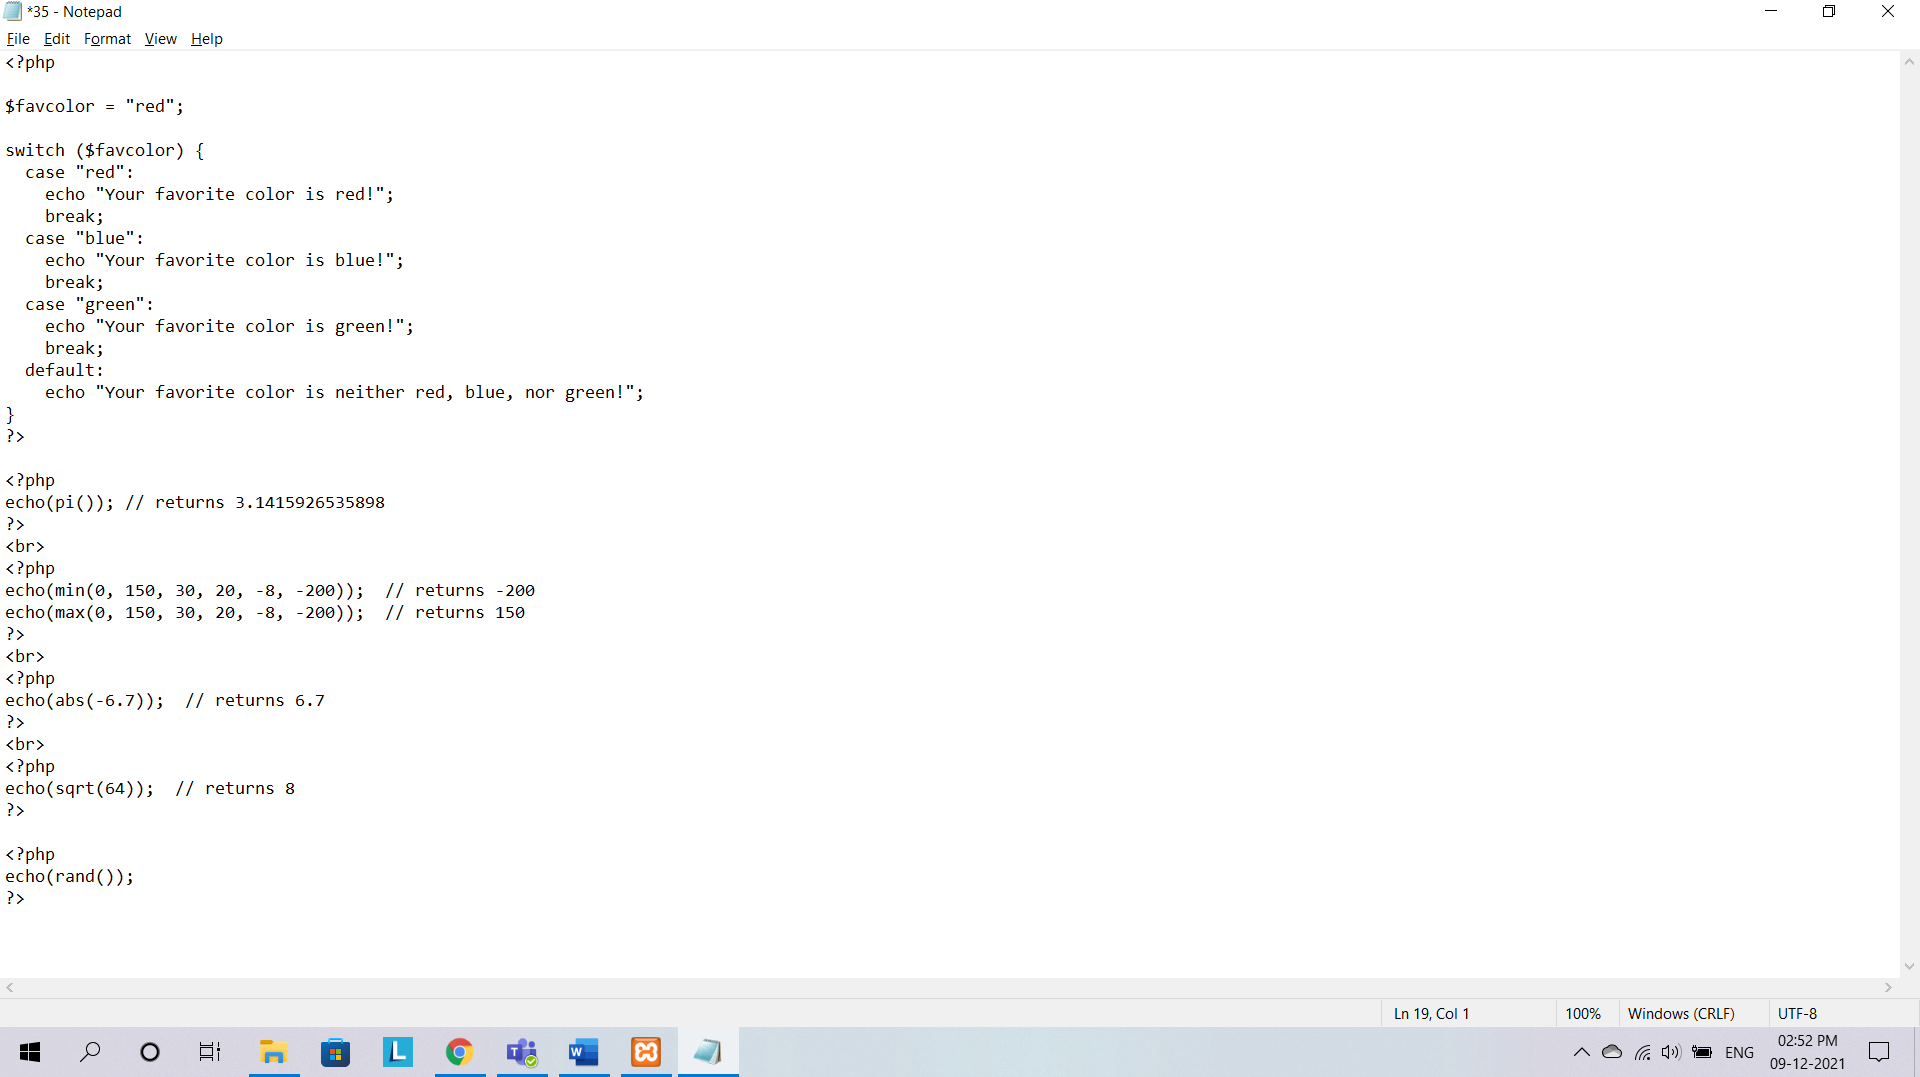 *35 - Notepad
File Edit Format View Help
<?php

$favcolor = "red";

switch ($favcolor) {
  case "red":
    echo "Your favorite color is red!";
    break;
  case "blue":
    echo "Your favorite color is blue!";
    break;
  case "green":
    echo "Your favorite color is green!";
    break;
  default:
    echo "Your favorite color is neither red, blue, nor green!";
}
?>

<?php
echo(pi()); // returns 3.1415926535898
?>
<br>
<?php
echo(min(0, 150, 30, 20, -8, -200));  // returns -200
echo(max(0, 150, 30, 20, -8, -200));  // returns 150
?>
<br>
<?php
echo(abs(-6.7));  // returns 6.7
?>
<br>
<?php
echo(sqrt(64));  // returns 8
?>

<?php
echo(rand());
?>
Ln 19, Col 1 100% Windows (CRLF) UTF-8
L T W ENG 02:52 PM
09-12-2021